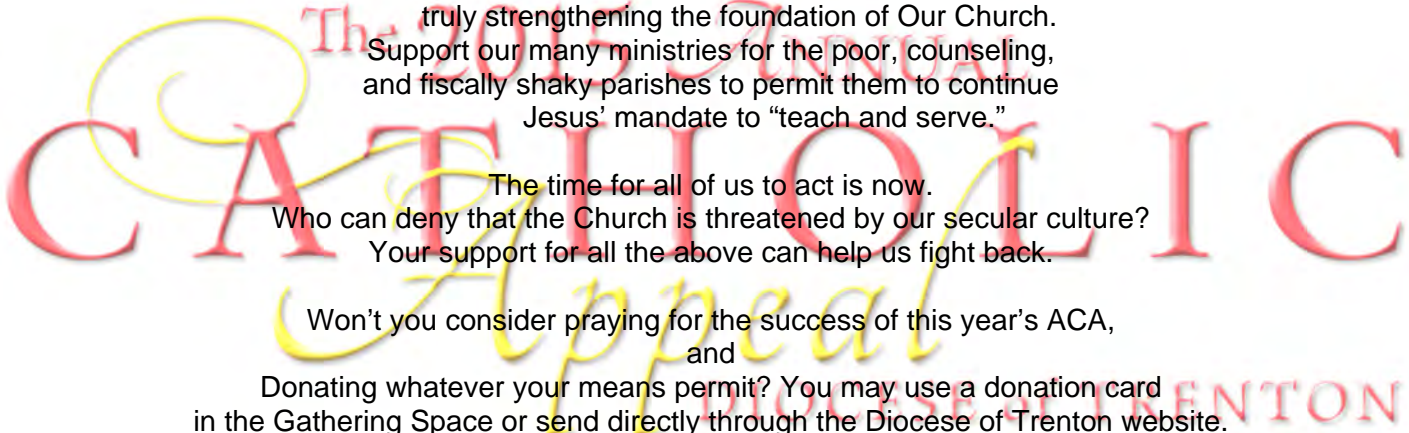 truly strengthening the foundation of Our Church.
The 2015 ANNUAL
Support our many ministries for the poor, counseling,
and fiscally shaky parishes to permit them to continue
Jesus’ mandate to “teach and serve.”
CATHOLIC
The time for all of us to act is now.
Who can deny that the Church is threatened by our secular culture?
Your support for all the above can help us fight back.
Appeal
Won’t you consider praying for the success of this year’s ACA,
and
Donating whatever your means permit? You may use a donation card
DIOCESE of TRENTON
in the Gathering Space or send directly through the Diocese of Trenton website.